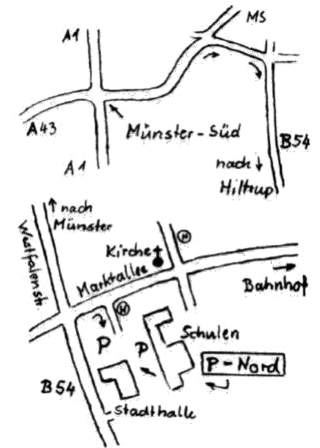 MS
A1
A43
Münster-Süd
A1
B54
nach ↓
Hiltrup
↑ nach
Münster
Westfalenstr.
Kirche
H
Marktallee
Bahnhof
→
H
P
P
Schulen
P-Nord
B54
Stadthalle